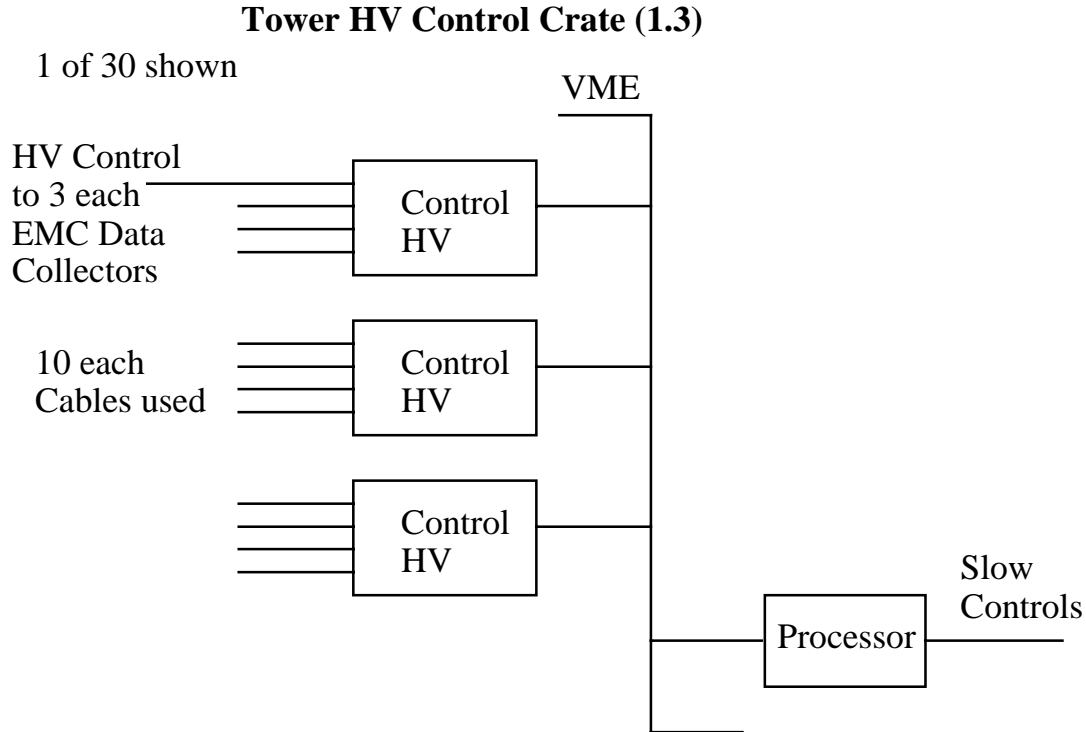 Tower HV Control Crate (1.3)
1 of 30 shown
VME
HV Control
to 3 each
EMC Data
Collectors
Control
HV
10 each
Cables used
Control
HV
Control
HV
Slow
Controls
Processor